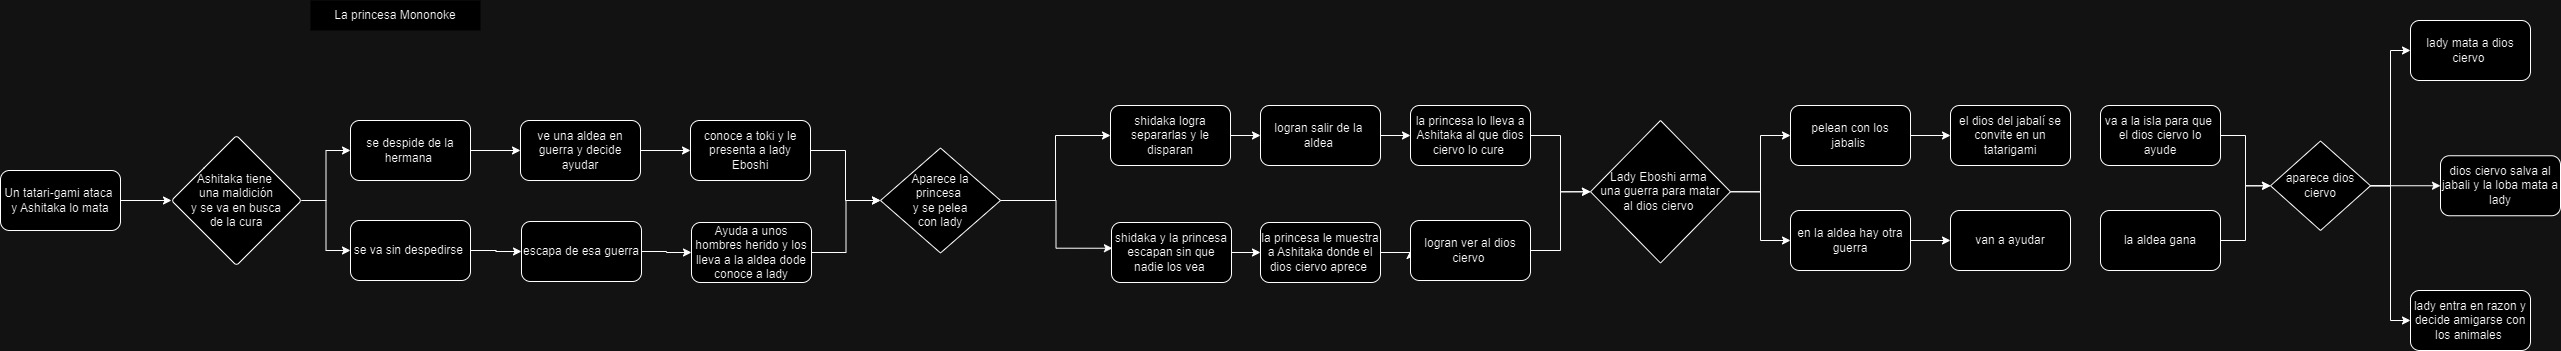 La princesa Mononoke
Un tatari-gami ataca
y Ashitaka lo mata
Ashitaka tiene
una maldición
y se va en busca
de la cura
se despide de la
hermana
ve una aldea en
guerra y decide
ayudar
conoce a toki y le
presenta a lady
Eboshi
se va sin despedirse
escapa de esa guerra
Ayuda a unos
hombres herido y los
lleva a la aldea dode
conoce a lady
Aparece la
princesa
y se pelea
con lady
shidaka logra
separarlas y le
disparan
logran salir de la
aldea
la princesa lo lleva a
Ashitaka al que dios
ciervo lo cure
shidaka y la princesa
escapan sin que
nadie los vea
la princesa le muestra
a Ashitaka donde el
dios ciervo aprece
logran ver al dios
ciervo
Lady Eboshi arma
una guerra para matar
al dios ciervo
pelean con los
jabalis
el dios del jabalí se
convite en un
tatarigami
va a la isla para que
el dios ciervo lo
ayude
en la aldea hay otra
guerra
van a ayudar
la aldea gana
aparece dios
ciervo
lady mata a dios
ciervo
dios ciervo salva al
jabali y la loba mata a
lady
lady entra en razon y
decide amigarse con
los animales